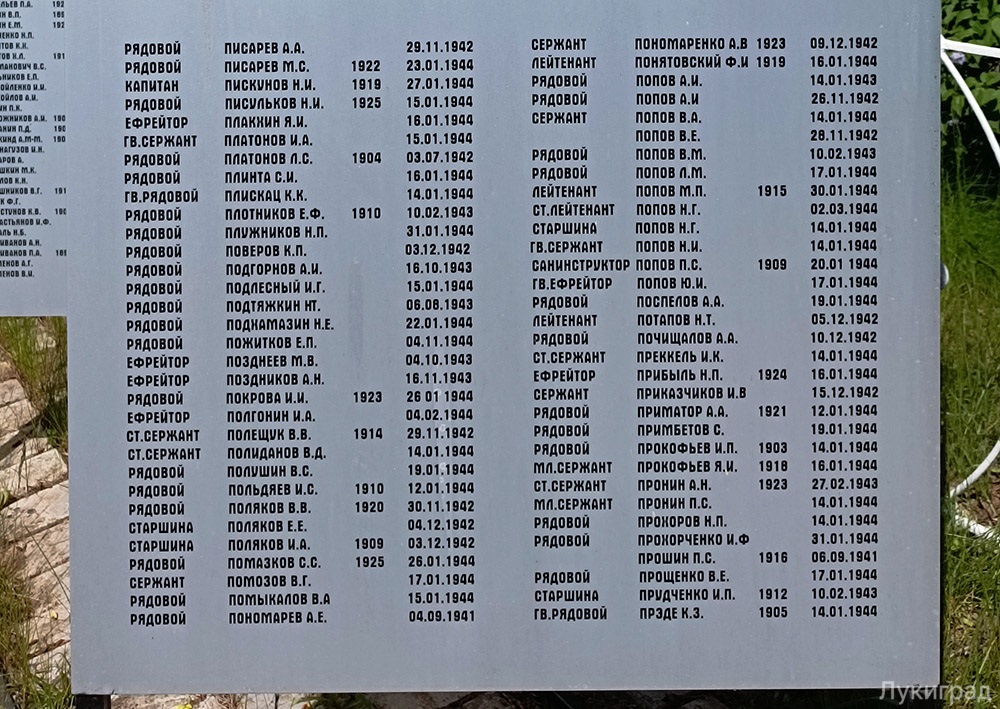 РЯДОВОЙ ПИСАРЕВ А.А. 29.11.1942
РЯДОВОЙ ПИСАРЕВ М.С. 1922 23.01.1944
КАПИТАН ПИСКУНОВ Н.И. 1919 27.01.1944
РЯДОВОЙ ПИСУЛЬКОВ Н.И. 1925 15.01.1944
ЕФРЕЙТОР ПЛАКХИН Я.И. 16.01.1944
ГВ.СЕРЖАНТ ПЛАТОНОВ И.А. 15.01.1944
РЯДОВОЙ ПЛАТОНОВ Л.С. 1904 03.07.1942
РЯДОВОЙ ПЛИНТА С.И. 16.01.1944
ГВ.РЯДОВОЙ ПЛИСКАЦ К.К. 14.01.1944
РЯДОВОЙ ПЛОТНИКОВ Е.Ф. 1910 10.02.1943
РЯДОВОЙ ПЛУЖНИКОВ Н.П. 31.01.1944
РЯДОВОЙ ПОВЕРОВ К.П. 03.12.1942
РЯДОВОЙ ПОДГОРНОВ А.И. 16.10.1943
РЯДОВОЙ ПОДЛЕСНЫЙ И.Г. 15.01.1944
РЯДОВОЙ ПОДТЯЖКИН Н.Т. 06.08.1943
РЯДОВОЙ ПОДНАМАЗИН Н.Е. 22.01.1944
РЯДОВОЙ ПОЖИТКОВ Е.П. 04.11.1944
ЕФРЕЙТОР ПОЗДНЕЕВ М.В. 04.10.1943
ЕФРЕЙТОР ПОЗДНИКОВ А.Н. 16.11.1943
РЯДОВОЙ ПОКРОВА И.И. 1923 26 01 1944
ЕФРЕЙТОР ПОЛГОНИН И.А. 04.02.1944
СТ.СЕРЖАНТ ПОЛЕЩУК В.В. 1914 29.11.1942
СТ.СЕРЖАНТ ПОЛИДАНОВ В.Д. 14.01.1944
РЯДОВОЙ ПОЛУШИН В.С. 19.01.1944
РЯДОВОЙ ПОЛЬДЯЕВ И.С. 1910 12.01.1944
РЯДОВОЙ ПОЛЯКОВ В.В. 1920 30.11.1942
СТАРШИНА ПОЛЯКОВ Е.Е. 04.12.1942
СТАРШИНА ПОЛЯКОВ И.А. 1909 03.12.1942
РЯДОВОЙ ПОМАЗКОВ С.С. 1925 26.01.1944
СЕРЖАНТ ПОМОЗОВ В.Г. 17.01.1944
РЯДОВОЙ ПОМЫКАЛОВ В.А 15.01.1944
РЯДОВОЙ ПОНОМАРЕВ А.Е. 04.09.1941
СЕРЖАНТ ПОНОМАРЕНКО А.В 1923 09.12.1942
ЛЕЙТЕНАНТ ПОНЯТОВСКИЙ Ф.И 1919 16.01.1944
РЯДОВОЙ ПОПОВ А.И. 14.01.1943
РЯДОВОЙ ПОПОВ А.И 26.11.1942
СЕРЖАНТ ПОПОВ В.А. 14.01.1944
ПОПОВ В.Е. 28.11.1942
РЯДОВОЙ ПОПОВ В.М. 10.02.1943
РЯДОВОЙ ПОПОВ Л.М. 17.01.1944
ЛЕЙТЕНАНТ ПОПОВ М.П. 1915 30.01.1944
СТ.ЛЕЙТЕНАНТ ПОПОВ Н.Г. 02.03.1944
СТАРШИНА ПОПОВ Н.Г. 14.01.1944
ГВ.СЕРЖАНТ ПОПОВ Н.И. 14.01.1944
САНИНСТРУКТОР ПОПОВ П.С. 1909 20.01 1944
ГВ.ЕФРЕЙТОР ПОПОВ Ю.И. 17.01.1944
РЯДОВОЙ ПОСПЕЛОВ А.А. 19.01.1944
ЛЕЙТЕНАНТ ПОТАПОВ Н.Т. 05.12.1942
РЯДОВОЙ ПОЧИЩАЛОВ А.А. 10.12.1942
СТ.СЕРЖАНТ ПРЕККЕЛЬ И.К. 14.01.1944
ЕФРЕЙТОР ПРИБЫЛЬ Н.П. 1924 16.01.1944
СЕРЖАНТ ПРИКАЗЧИКОВ И.В 15.12.1942
РЯДОВОЙ ПРИМАТОР А.А. 1921 12.01.1944
РЯДОВОЙ ПРИМБЕТОВ С. 19.01.1944
РЯДОВОЙ ПРОКОФЬЕВ И.П. 1903 14.01.1944
МЛ.СЕРЖАНТ ПРОКОФЬЕВ Я.И. 1918 16.01.1944
СТ.СЕРЖАНТ ПРОНИН А.Н. 1923 27.02.1943
МЛ.СЕРЖАНТ ПРОНИН П.С. 14.01.1944
РЯДОВОЙ ПРОХОРОВ Н.П. 14.01.1944
РЯДОВОЙ ПРОХОРЧЕНКО И.Ф 31.01.1944
ПРОШИН П.С. 1916 06.09.1941
РЯДОВОЙ ПРОЩЕНКО В.Е. 17.01.1944
СТАРШИНА ПРУДЧЕНКО И.П. 1912 10.02.1943
ГВ.РЯДОВОЙ ПРЭДЕ К.З. 1905 14.01.1944
Лукиград